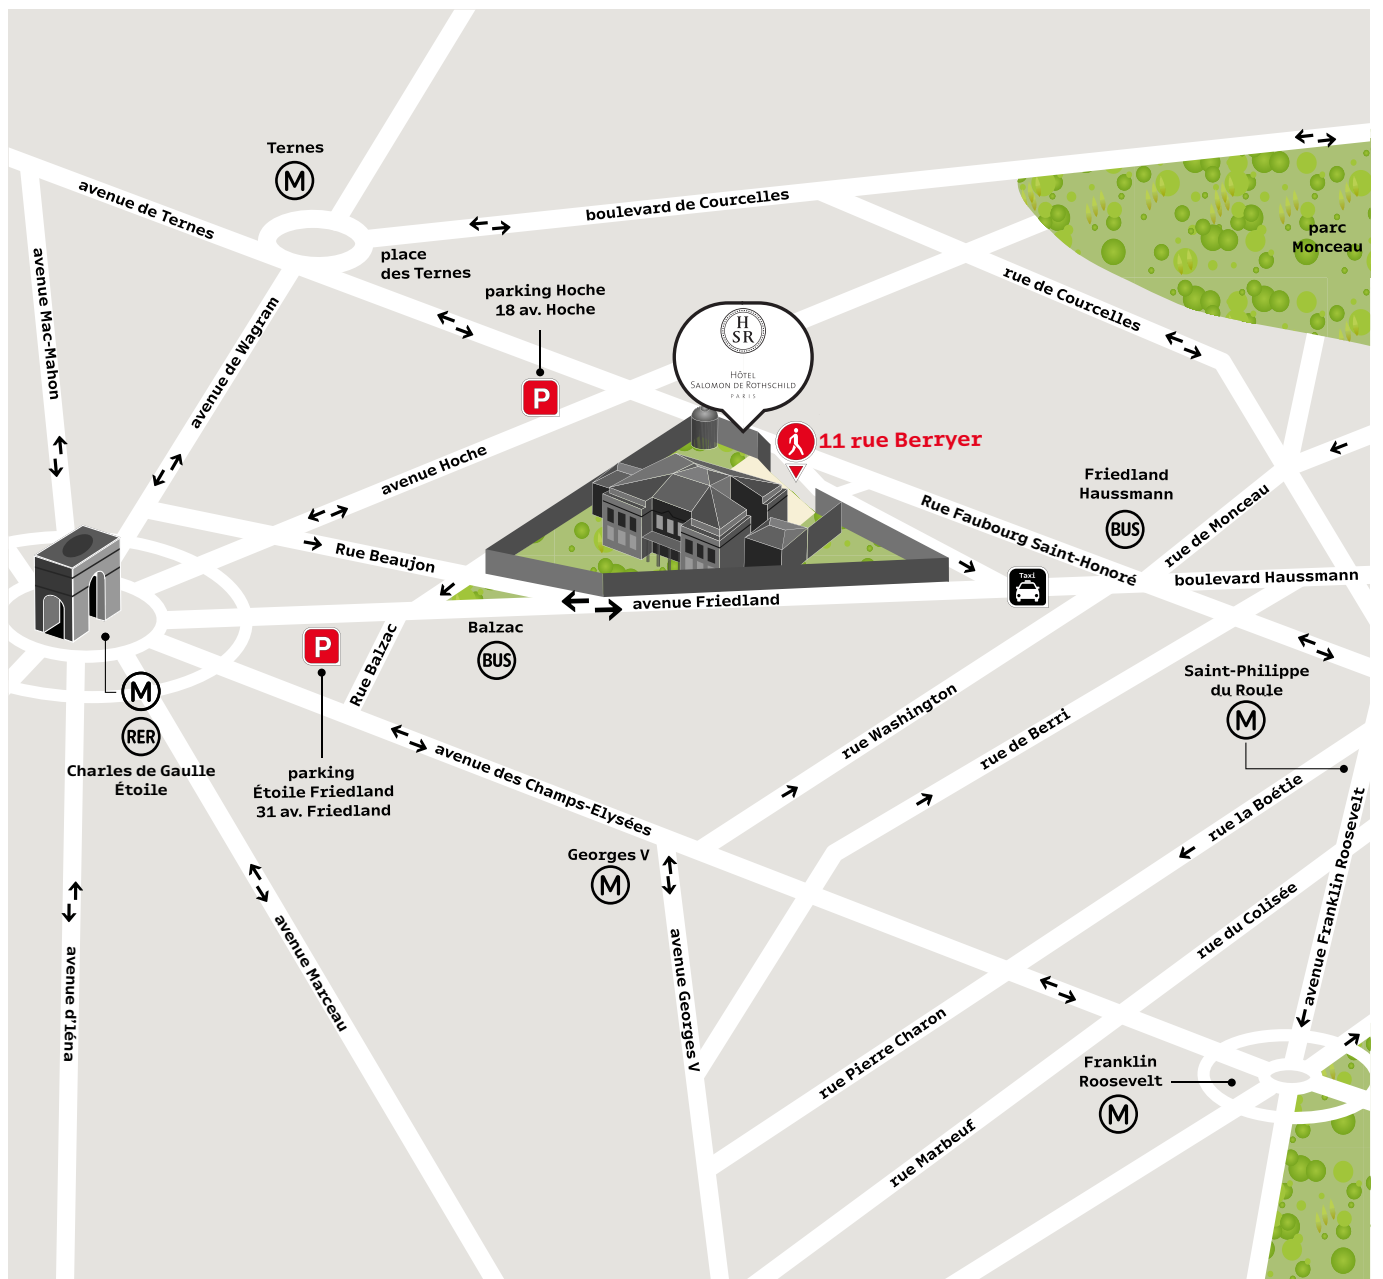 Ternes
M
avenue de Ternes
boulevard de Courcelles
place
des Ternes
parc
Monceau
avenue Mac-Mahon
avenue de Wagram
parking Hoche
18 av. Hoche
P
rue de Courcelles
H
SR
HÔTEL
SALOMON DE ROTHSCHILD
PARIS
11 rue Berryer
avenue Hoche
Friedland
Haussmann
BUS
Rue Faubourg Saint-Honoré
rue de Monceau
Rue Beaujon
Taxi
boulevard Haussmann
avenue Friedland
Balzac
BUS
P
Rue Balzac
M
RER
Charles de Gaulle
Étoile
parking
Étoile Friedland
31 av. Friedland
avenue des Champs-Elysées
rue Washington
rue de Berri
Saint-Philippe
du Roule
M
rue la Boétie
avenue Franklin Roosevelt
rue du Colisée
Georges V
M
avenue Georges V
avenue d'Iéna
avenue Marceau
rue Pierre Charon
rue Marbeuf
Franklin
Roosevelt
M